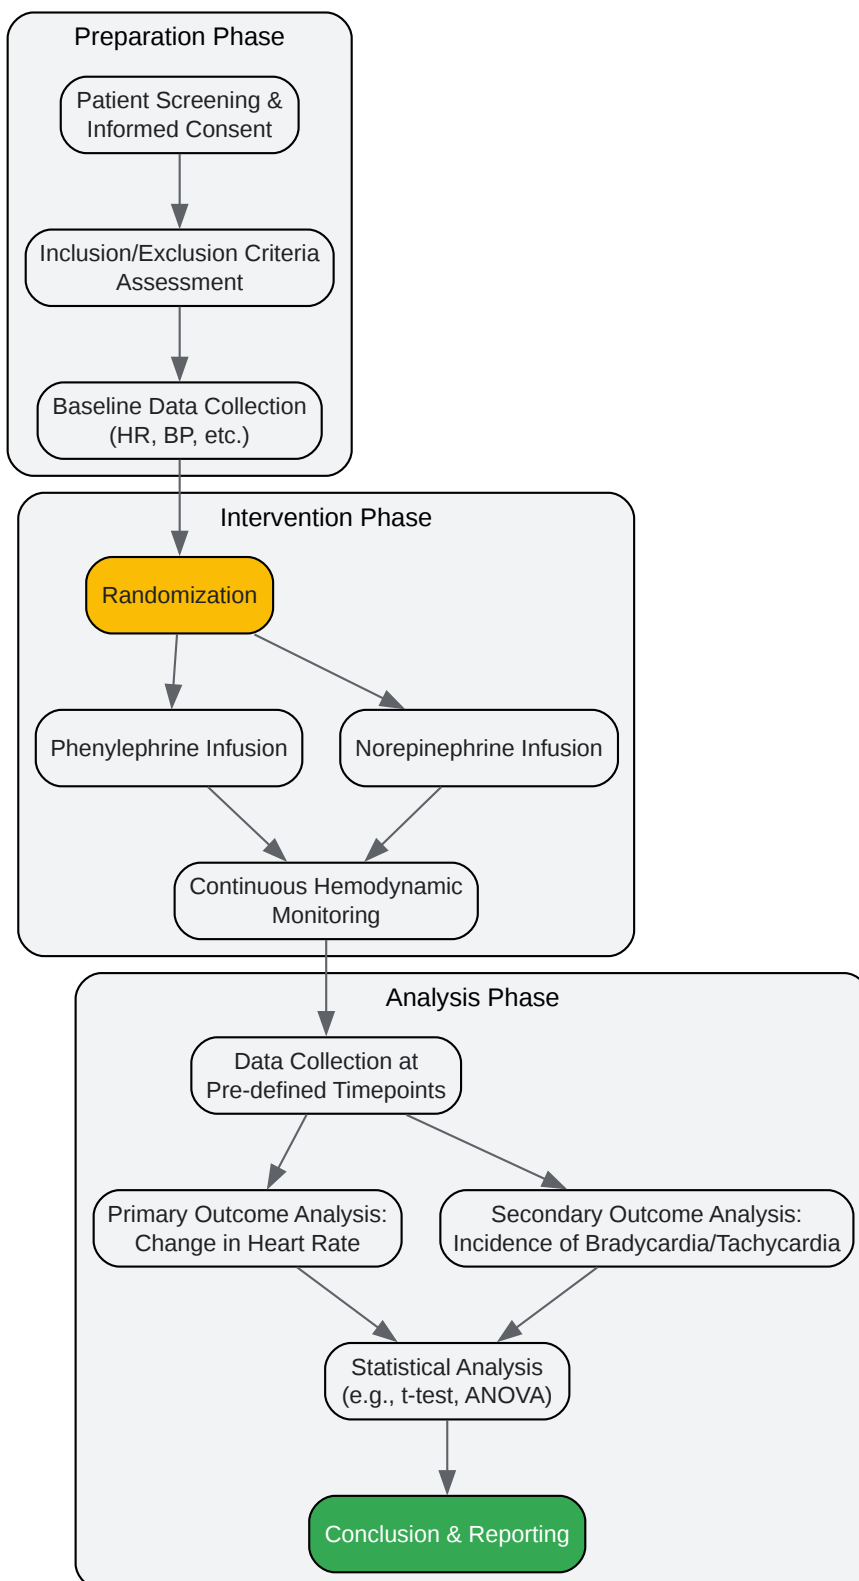 Preparation Phase
Patient Screening &
Informed Consent
Inclusion/Exclusion Criteria
Assessment
Baseline Data Collection
(HR, BP, etc.)
Intervention Phase
Randomization
Phenylephrine Infusion
Norepinephrine Infusion
Continuous Hemodynamic
Monitoring
Analysis Phase
Data Collection at
Pre-defined Timepoints
Primary Outcome Analysis:
Change in Heart Rate
Secondary Outcome Analysis:
Incidence of Bradycardia/Tachycardia
Statistical Analysis
(e.g., t-test, ANOVA)
Conclusion & Reporting